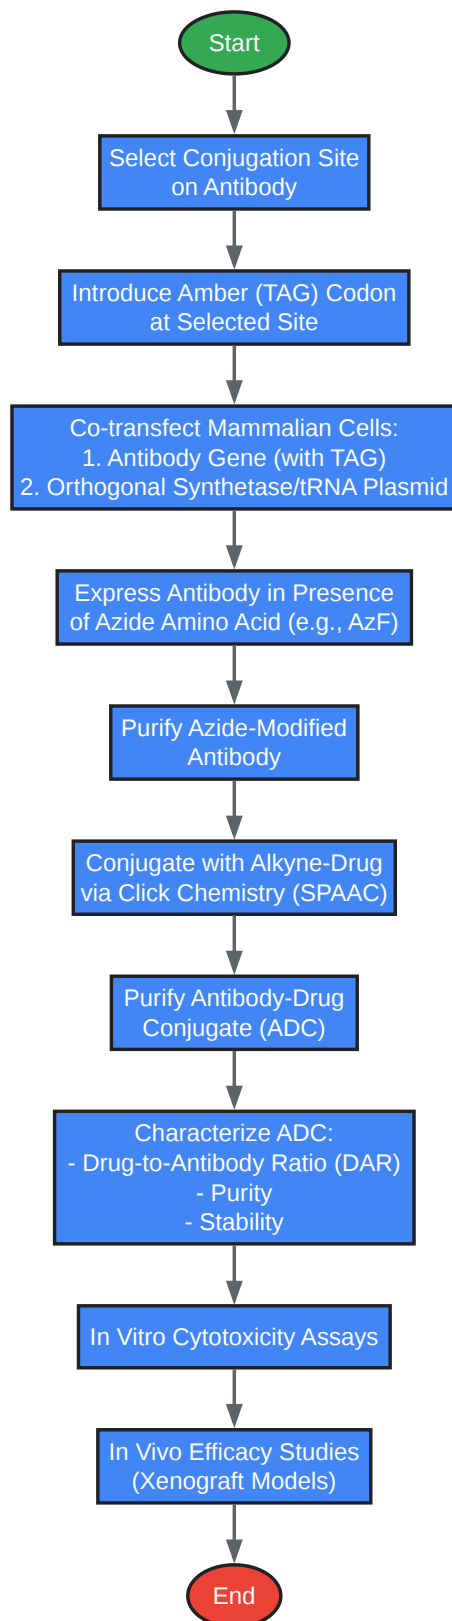 Start
Select Conjugation Site
on Antibody
Introduce Amber (TAG) Codon
at Selected Site
Co-transfect Mammalian Cells:
1. Antibody Gene (with TAG)
2. Orthogonal Synthetase/tRNA Plasmid
Express Antibody in Presence
of Azide Amino Acid (e.g., AzF)
Purify Azide-Modified
Antibody
Conjugate with Alkyne-Drug
via Click Chemistry (SPAAC)
Purify Antibody-Drug
Conjugate (ADC)
Characterize ADC:
- Drug-to-Antibody Ratio (DAR)
- Purity
- Stability
In Vitro Cytotoxicity Assays
In Vivo Efficacy Studies
(Xenograft Models)
End